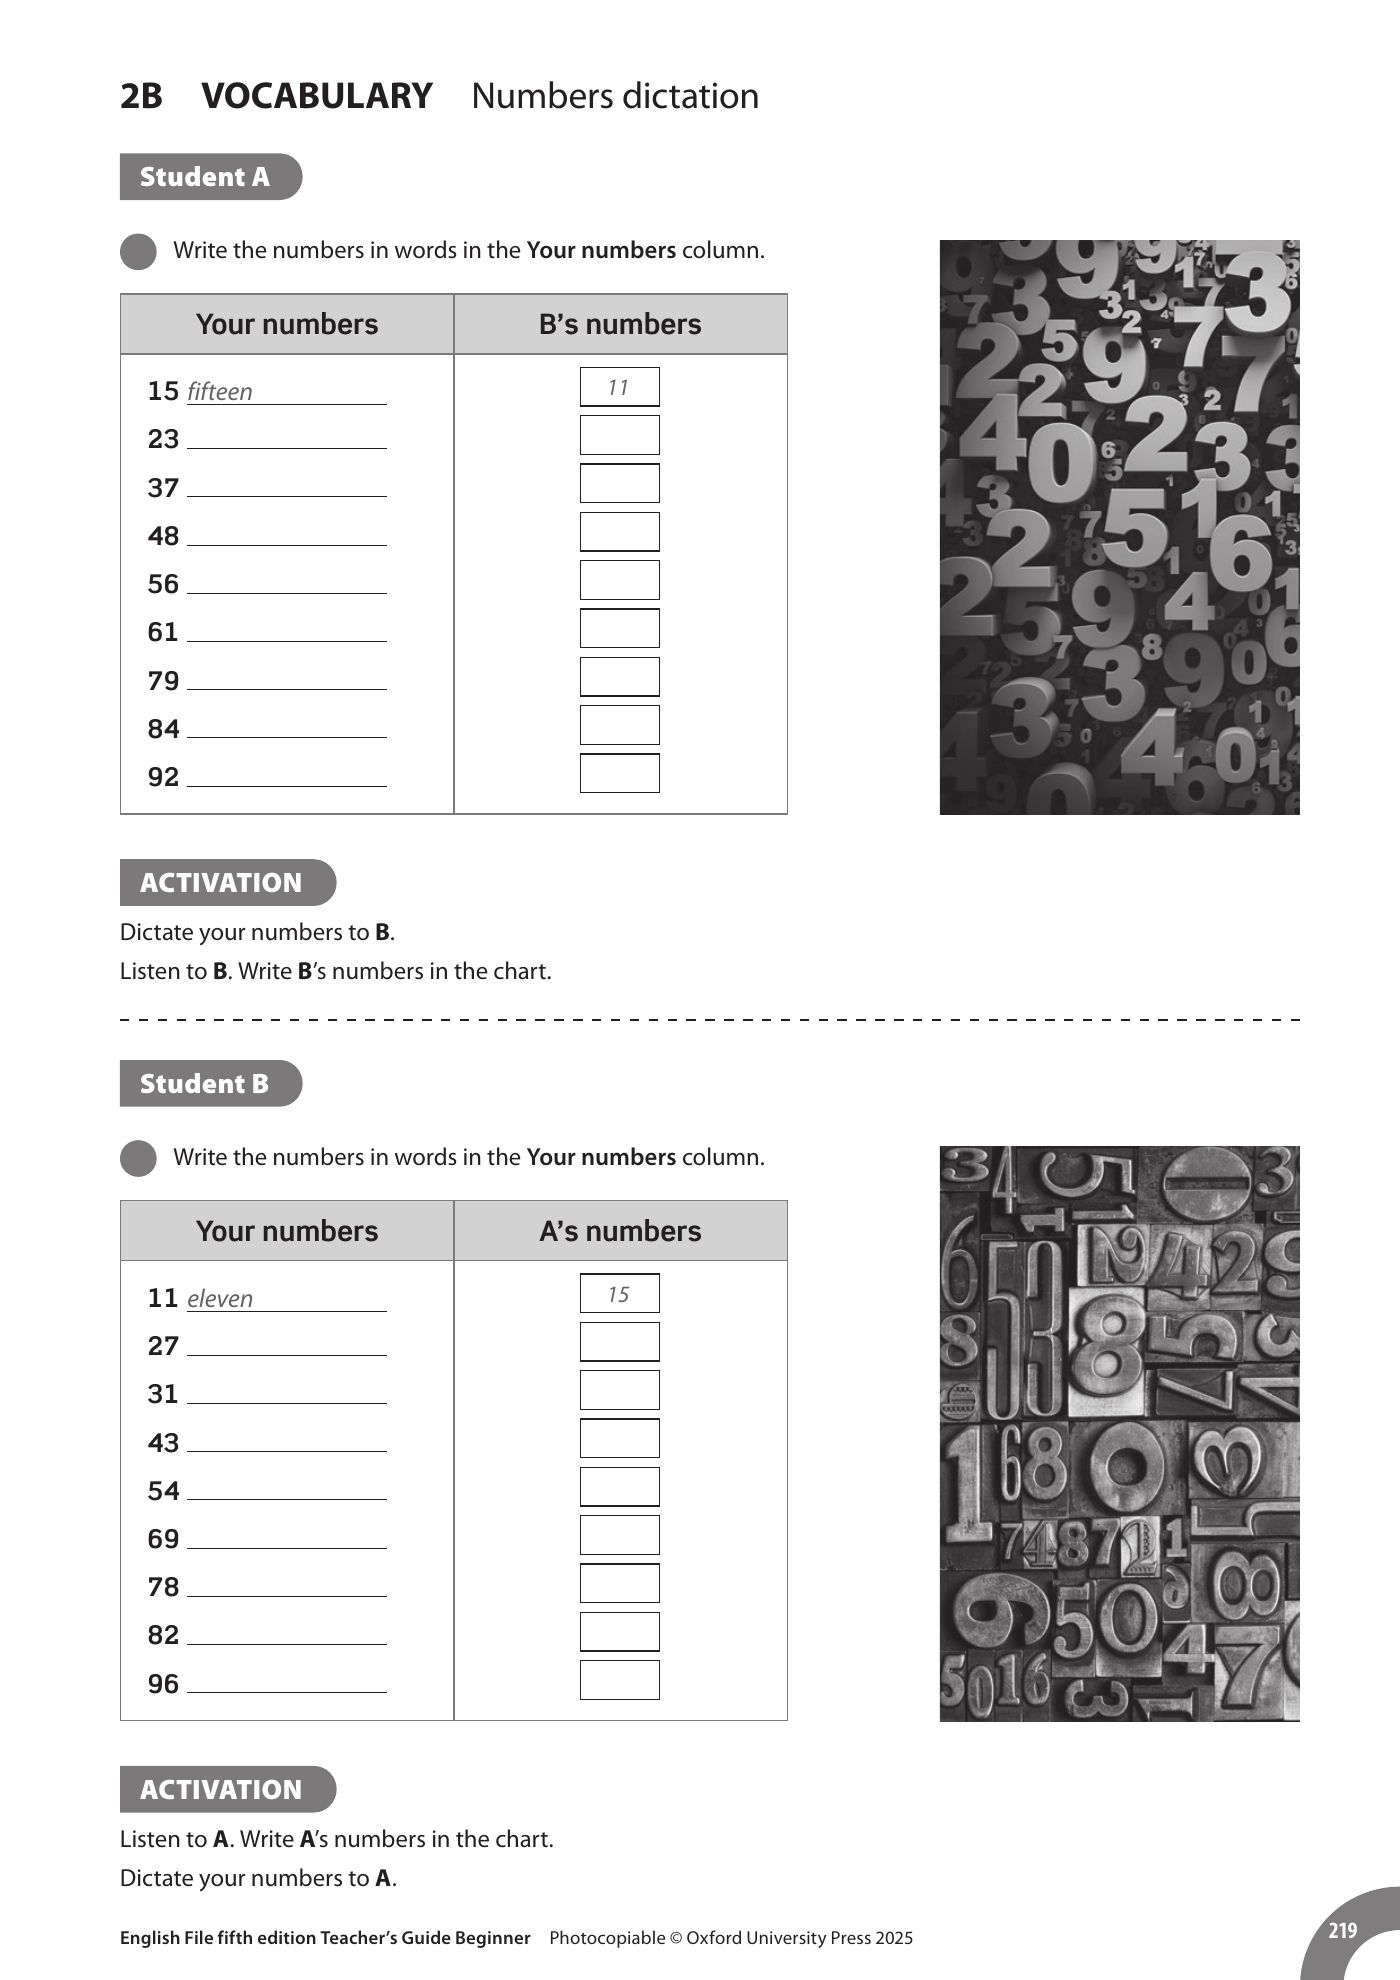 2B VOCABULARY Numbers dictation
Student A
Write the numbers in words in the Your numbers column.
Your numbers B’s numbers
15 fifteen 11
23
37
48
56
61
79
84
92
ACTIVATION
Dictate your numbers to B.
Listen to B. Write B’s numbers in the chart.
Student B
Write the numbers in words in the Your numbers column.
Your numbers A’s numbers
11 eleven 15
27
31
43
54
69
78
82
96
ACTIVATION
Listen to A. Write A’s numbers in the chart.
Dictate your numbers to A.
English File fifth edition Teacher’s Guide Beginner Photocopiable © Oxford University Press 2025
219